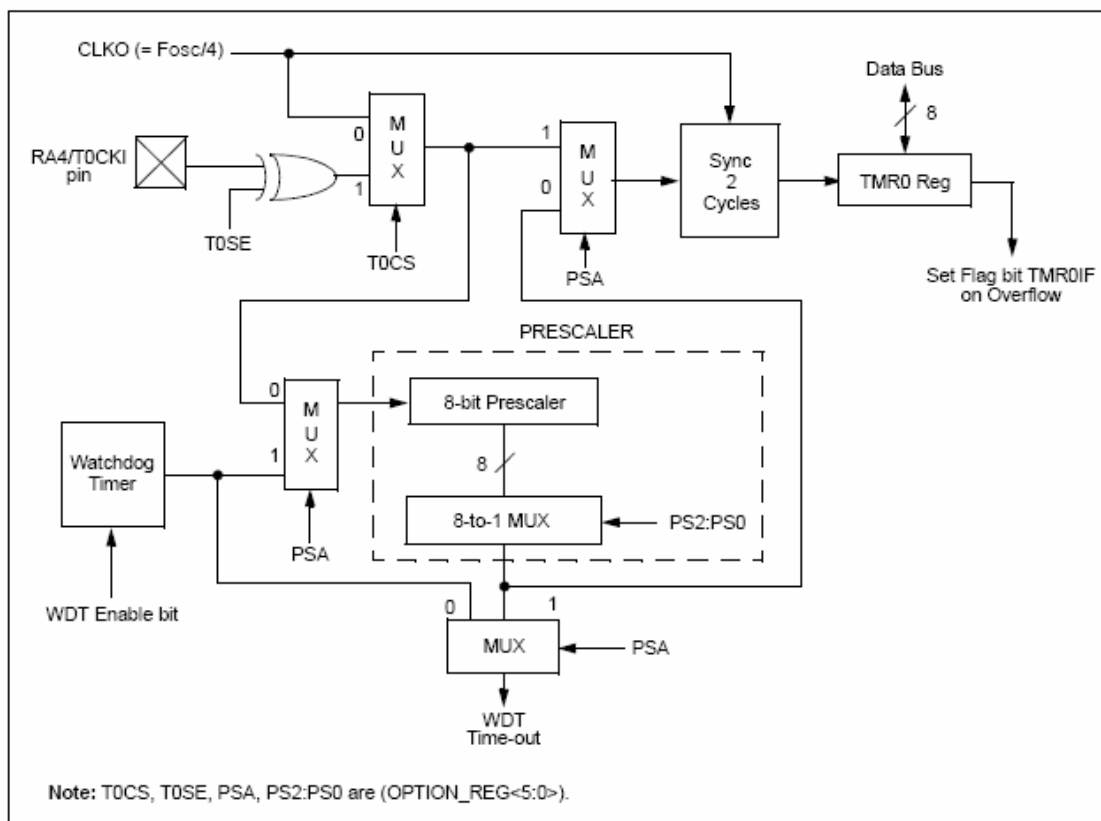 CLKO (= Fosc/4)
Data Bus
8
RA4/T0CKI
pin
T0SE
0
1
M
U
X
T0CS
1
0
M
U
X
PSA
Sync
2
Cycles
TMR0 Reg
Set Flag bit TMR0IF
on Overflow
PRESCALER
0
1
M
U
X
PSA
8-bit Prescaler
8
8-to-1 MUX
PS2:PS0
Watchdog
Timer
WDT Enable bit
0
1
MUX
PSA
WDT
Time-out
Note: T0CS, T0SE, PSA, PS2:PS0 are (OPTION_REG<5:0>).